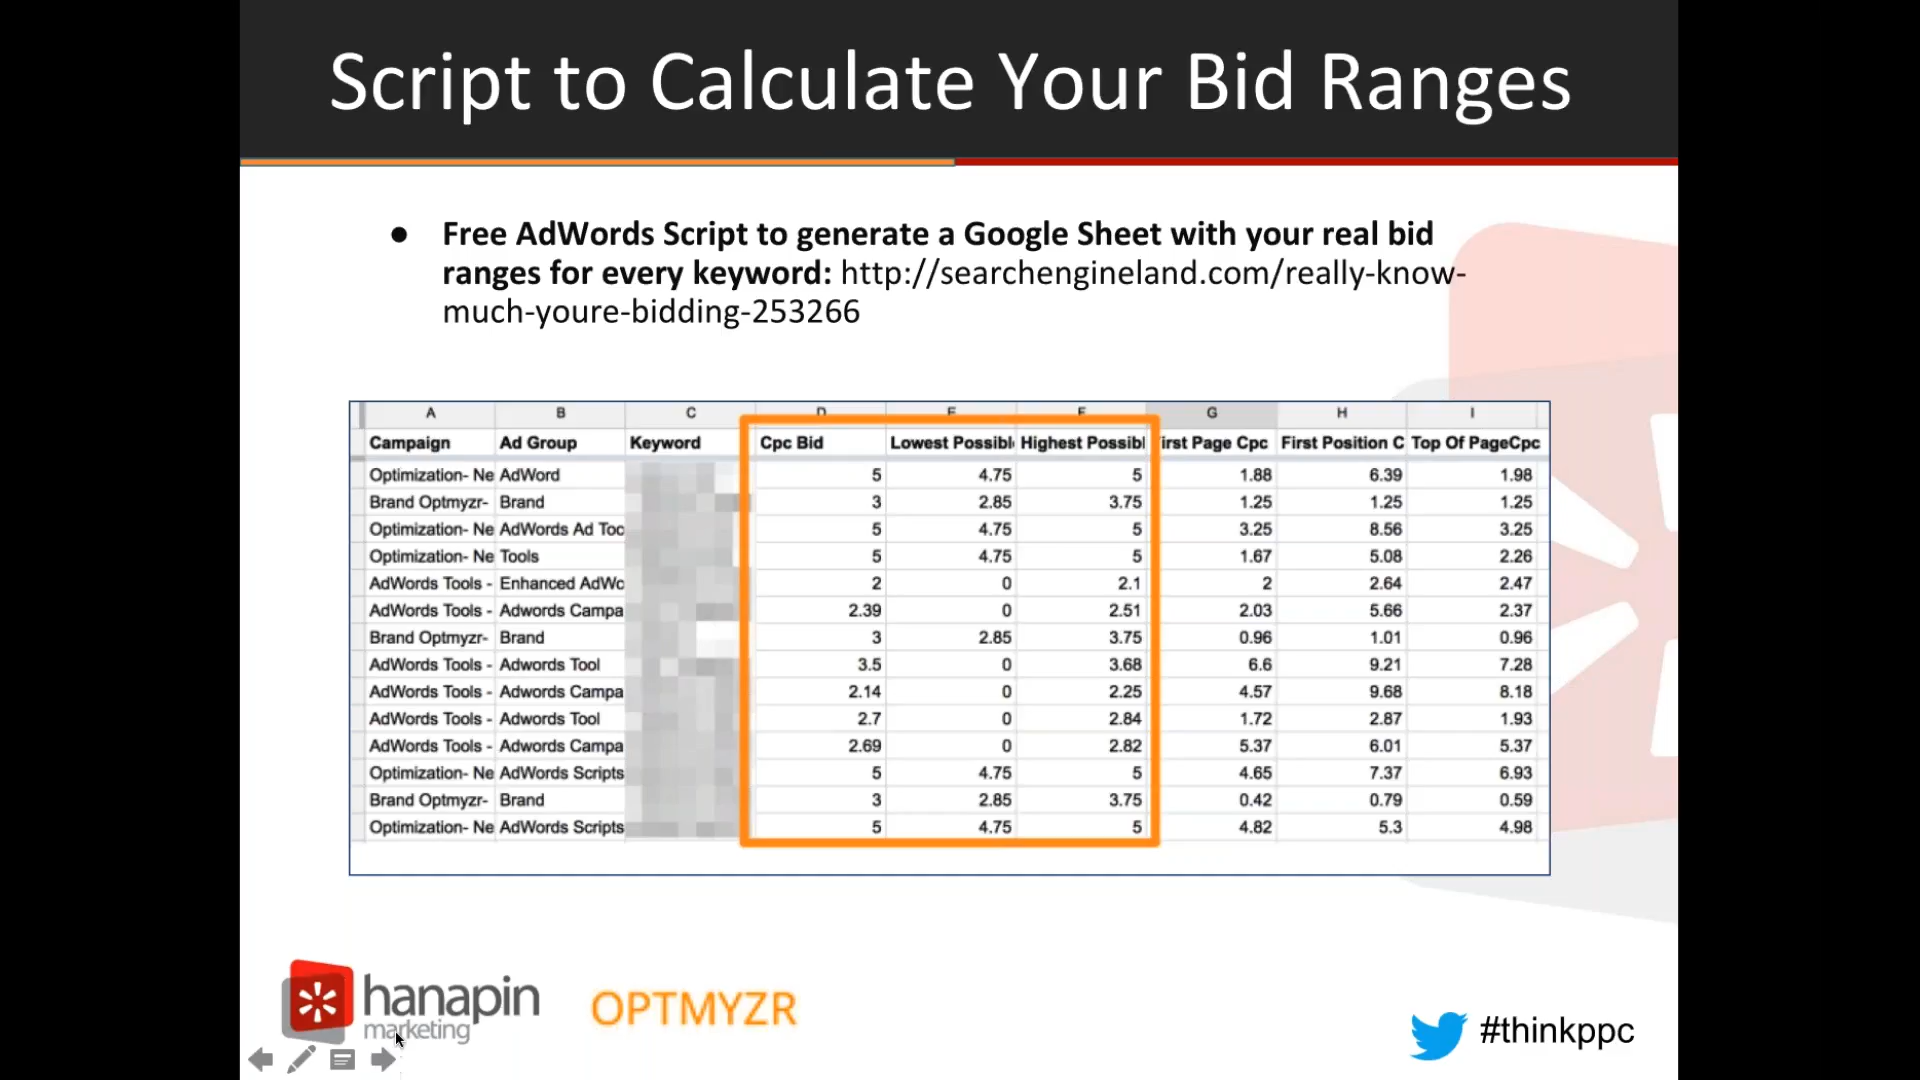 Script to Calculate Your Bid Ranges
● Free AdWords Script to generate a Google Sheet with your real bid
ranges for every keyword: http://searchengineland.com/really-know-
much-youre-bidding-253266
A B C D E F G H I
Campaign Ad Group Keyword Cpc Bid Lowest Possibl Highest Possibl irst Page Cpc First Position C Top Of PageCpc
Optimization- Ne AdWord 5 4.75 5 1.88 6.39 1.98
Brand Optmyzr- Brand 3 2.85 3.75 1.25 1.25 1.25
Optimization- Ne AdWords Ad Toc 5 4.75 5 3.25 8.56 3.25
Optimization- Ne Tools 5 4.75 5 1.67 5.08 2.26
AdWords Tools - Enhanced AdWc 2 0 2.1 2 2.64 2.47
AdWords Tools - Adwords Campa 2.39 0 2.51 2.03 5.66 2.37
Brand Optmyzr- Brand 3 2.85 3.75 0.96 1.01 0.96
AdWords Tools - Adwords Tool 3.5 0 3.68 6.6 9.21 7.28
AdWords Tools - Adwords Campa 2.14 0 2.25 4.57 9.68 8.18
AdWords Tools - Adwords Tool 2.7 0 2.84 1.72 2.87 1.93
AdWords Tools - Adwords Campa 2.69 0 2.82 5.37 6.01 5.37
Optimization- Ne AdWords Scripts 5 4.75 5 4.65 7.37 6.93
Brand Optmyzr- Brand 3 2.85 3.75 0.42 0.79 0.59
Optimization- Ne AdWords Scripts 5 4.75 5 4.82 5.3 4.98
hanapin
marketing
OPTMYZR
#thinkppc